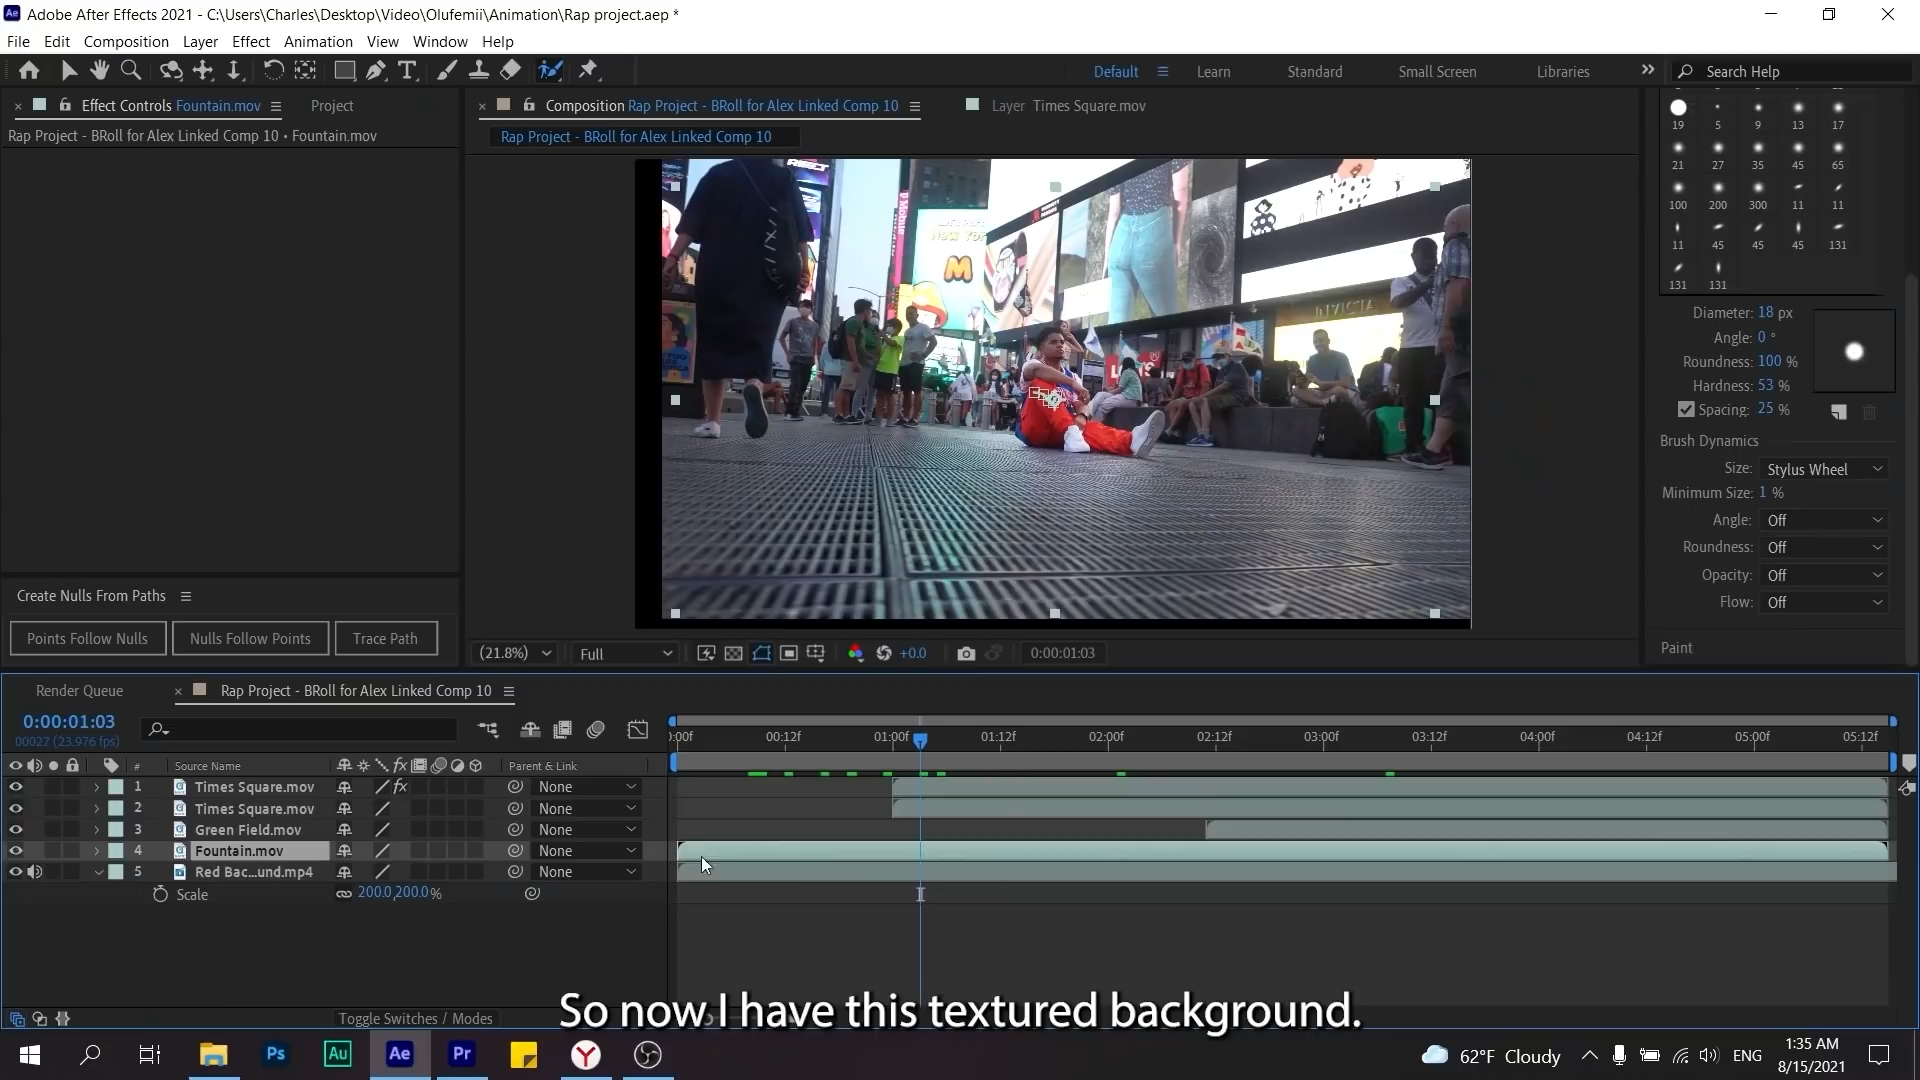 Adobe After Effects 2021 - C:\Users\Charles\Desktop\Video\Olufemii\Animation\Rap project.aep *
File Edit Composition Layer Effect Animation View Window Help
Default Learn Standard Small Screen Libraries Search Help
Effect Controls Fountain.mov Project
Composition Rap Project - BRoll for Alex Linked Comp 10 Layer Times Square.mov
Rap Project - BRoll for Alex Linked Comp 10 • Fountain.mov
Rap Project - BRoll for Alex Linked Comp 10
19 5 9 13 17
21 27 35 45 65
100 200 300 11 11
11 45 45 45 131
131 131
Diameter: 18 px
Angle: 0 °
Roundness: 100 %
Hardness: 53 %
Spacing: 25 %
Brush Dynamics
Size: Stylus Wheel
Minimum Size: 1 %
Angle: Off
Roundness: Off
Opacity: Off
Flow: Off
Paint
INVICTA
Create Nulls From Paths
Points Follow Nulls Nulls Follow Points Trace Path
(21.8%) Full +0.0 0:00:01:03
Render Queue Rap Project - BRoll for Alex Linked Comp 10
0:00:01:03
00027 (23.976 fps)
):00f 00:12f 01:00f 01:12f 02:00f 02:12f 03:00f 03:12f 04:00f 04:12f 05:00f 05:12f
# Source Name fx Parent & Link
1 Times Square.mov fx None
2 Times Square.mov None
3 Green Field.mov None
4 Fountain.mov None
5 Red Bac...und.mp4 None
Scale 200.0,200.0%
So now I have this textured background.
Toggle Switches / Modes
Ps Au Ae Pr
62°F Cloudy ENG
1:35 AM
8/15/2021